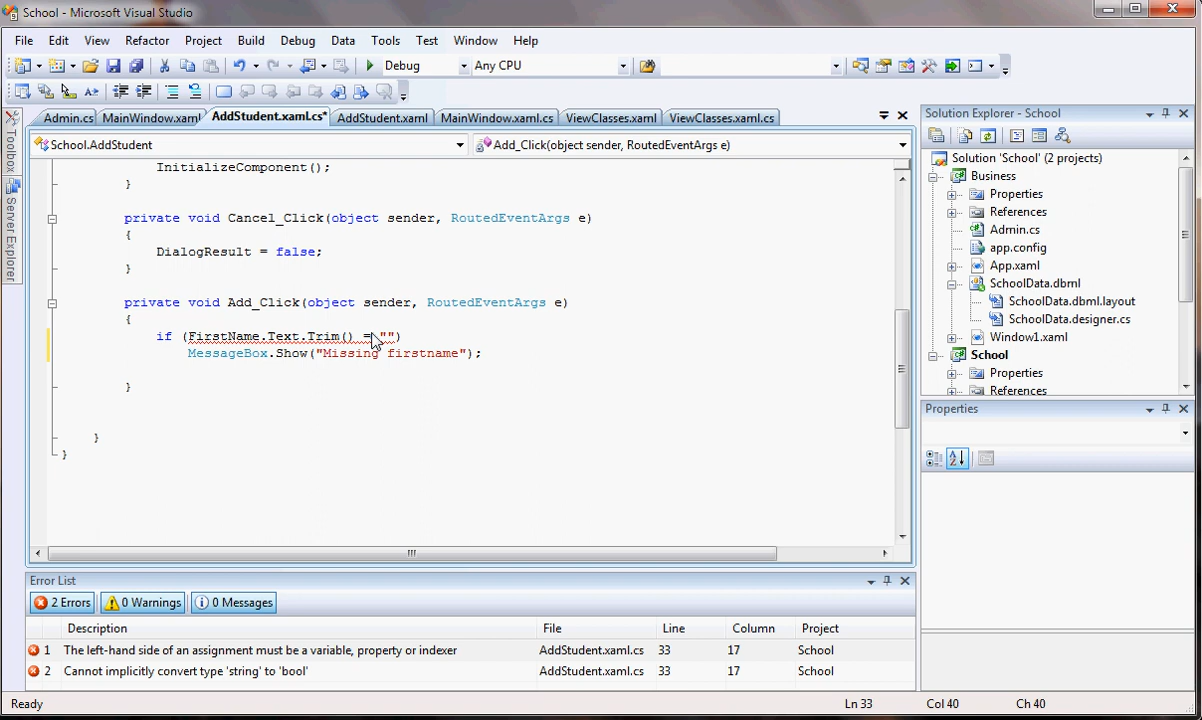 School - Microsoft Visual Studio
File Edit View Refactor Project Build Debug Data Tools Test Window Help
Debug Any CPU
Admin.cs MainWindow.xaml AddStudent.xaml.cs* AddStudent.xaml MainWindow.xaml.cs ViewClasses.xaml ViewClasses.xaml.cs
School.AddStudent Add_Click(object sender, RoutedEventArgs e)
Toolbox
Server Explorer
InitializeComponent();
}
private void Cancel_Click(object sender, RoutedEventArgs e)
{
DialogResult = false;
}
private void Add_Click(object sender, RoutedEventArgs e)
{
if (FirstName.Text.Trim() = "")
MessageBox.Show("Missing firstname");
}
}
}
Solution Explorer - School
Solution 'School' (2 projects)
Business
Properties
References
Admin.cs
app.config
App.xaml
SchoolData.dbml
SchoolData.dbml.layout
SchoolData.designer.cs
Window1.xaml
School
Properties
References
Properties
Error List
2 Errors 0 Warnings 0 Messages
Description File Line Column Project
1 The left-hand side of an assignment must be a variable, property or indexer AddStudent.xaml.cs 33 17 School
2 Cannot implicitly convert type 'string' to 'bool' AddStudent.xaml.cs 33 17 School
Ready Ln 33 Col 40 Ch 40